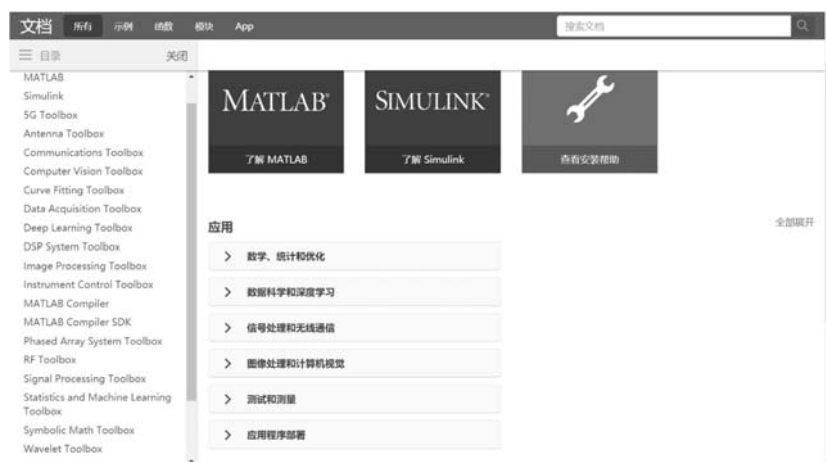 文档 所有 示例 函数 模块 App 搜索文档
目录 关闭
MATLAB
Simulink
5G Toolbox
Antenna Toolbox
Communications Toolbox
Computer Vision Toolbox
Curve Fitting Toolbox
Data Acquisition Toolbox
Deep Learning Toolbox
DSP System Toolbox
Image Processing Toolbox
Instrument Control Toolbox
MATLAB Compiler
MATLAB Compiler SDK
Phased Array System Toolbox
RF Toolbox
Signal Processing Toolbox
Statistics and Machine Learning
Toolbox
Symbolic Math Toolbox
Wavelet Toolbox
MATLAB® SIMULINK®
了解 MATLAB 了解 Simulink 查看安装帮助
应用 全部展开
数学、统计和优化
数据科学和深度学习
信号处理和无线通信
图像处理和计算机视觉
测试和测量
应用程序部署